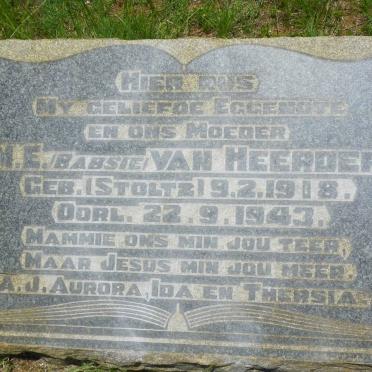 HIER RUS
MY GELIEFDE EGGENOTE
EN ONS MOEDER
E. (BABSIE) VAN HEERDEN
GEB. (STOLTZ) 9.2.1918.
OORL. 22.9.1943.
MAMMIE ONS MIN JOU TEER,
MAAR JESUS MIN JOU MEER.
A.J. AURORA, IDA EN THERSIA.